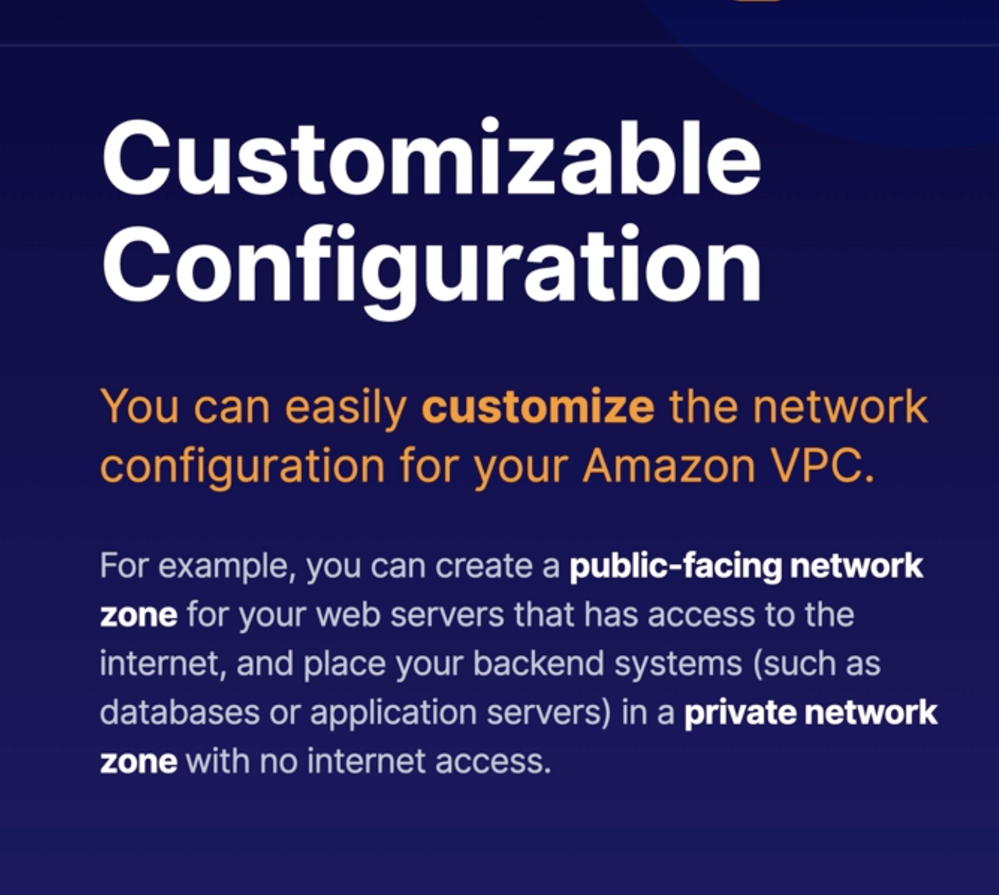 Customizable
Configuration
You can easily customize the network
configuration for your Amazon VPC.
For example, you can create a public-facing network
zone for your web servers that has access to the
internet, and place your backend systems (such as
databases or application servers) in a private network
zone with no internet access.